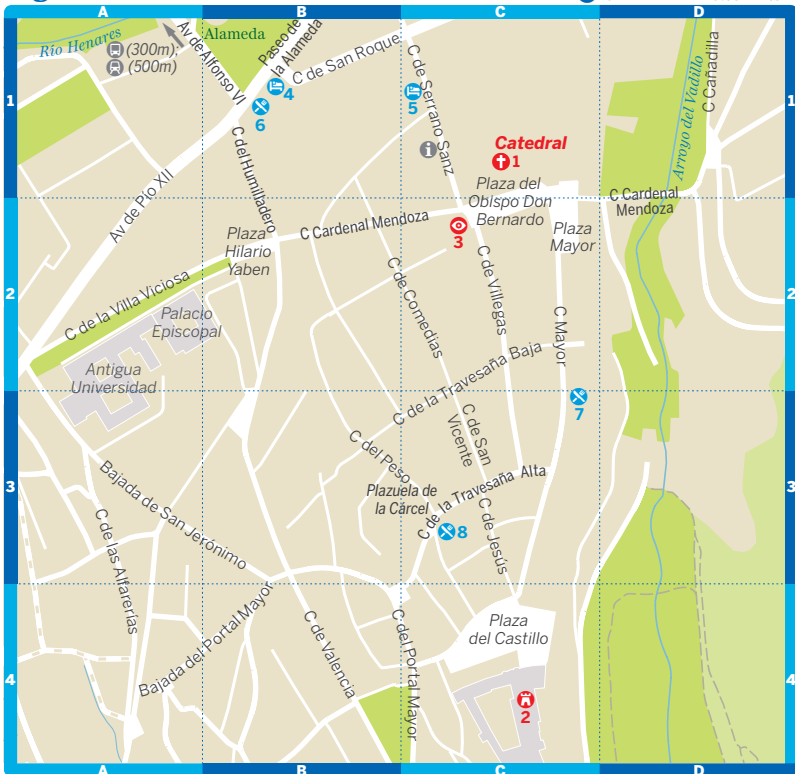 A
B
C
D
Río Henares
(300m);
(500m)
Av de Alfonso VI
Alameda
Paseo de
la Alameda
C de San Roque
4
6
C de Serrano Sanz
5
Catedral
1
Arroyo del Vadillo
C Cañadilla
1
1
Av de Pío XII
C del Humilladero
Plaza del
Obispo Don
Bernardo
C Cardenal
Mendoza
C Cardenal Mendoza
3
Plaza
Mayor
Plaza
Hilario
Yaben
C de la Villa Viciosa
Palacio
Episcopal
C de Comedias
C de Villegas
C Mayor
2
2
Antigua
Universidad
C de la Travesaña Baja
7
C de San
Vicente
C del Peso
Plazuela de
la Cárcel
C de la Travesaña Alta
8
C de Jesús
3
3
Bajada de San Jerónimo
C de las Alfarerías
Bajada del Portal Mayor
C de Valencia
C del Portal Mayor
Plaza
del Castillo
2
4
4
A
B
C
D